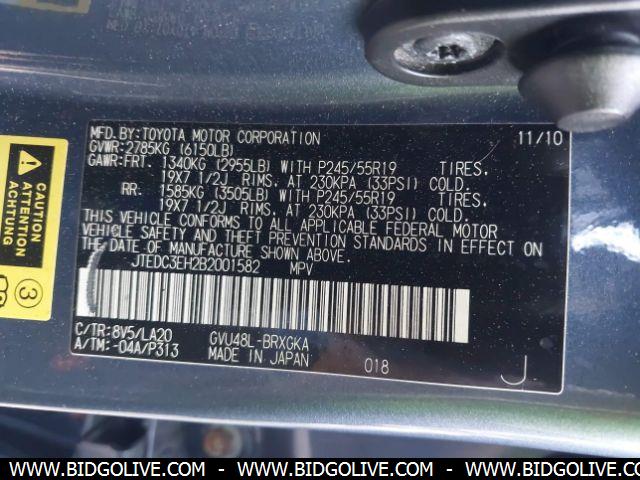 MFD.BY:TOYOTA MOTOR CORPORATION 11/10
GVWR:2785KG (6150LB)
GAWR:FRT. 1340KG (2955LB) WITH P245/55R19 TIRES.
19X7 1/2J RIMS. AT 230KPA (33PSI) COLD.
RR. 1585KG (3505LB) WITH P245/55R19 TIRES.
19X7 1/2J RIMS. AT 230KPA (33PSI) COLD.
THIS VEHICLE CONFORMS TO ALL APPLICABLE FEDERAL MOTOR
VEHICLE SAFETY AND THEFT PREVENTION STANDARDS IN EFFECT ON
THE DATE OF MANUFACTURE SHOWN ABOVE.
JTEDC3EH2B2001582 MPV
C/TR:8V5/LA20 GVU48L-BRXGKA
A/TM:-04A/P313 MADE IN JAPAN 018 J
CAUTION
ACHTUNG
3
WWW.BIDGOLIVE.COM - WWW.BIDGOLIVE.COM - WWW.BIDGOLIVE.COM